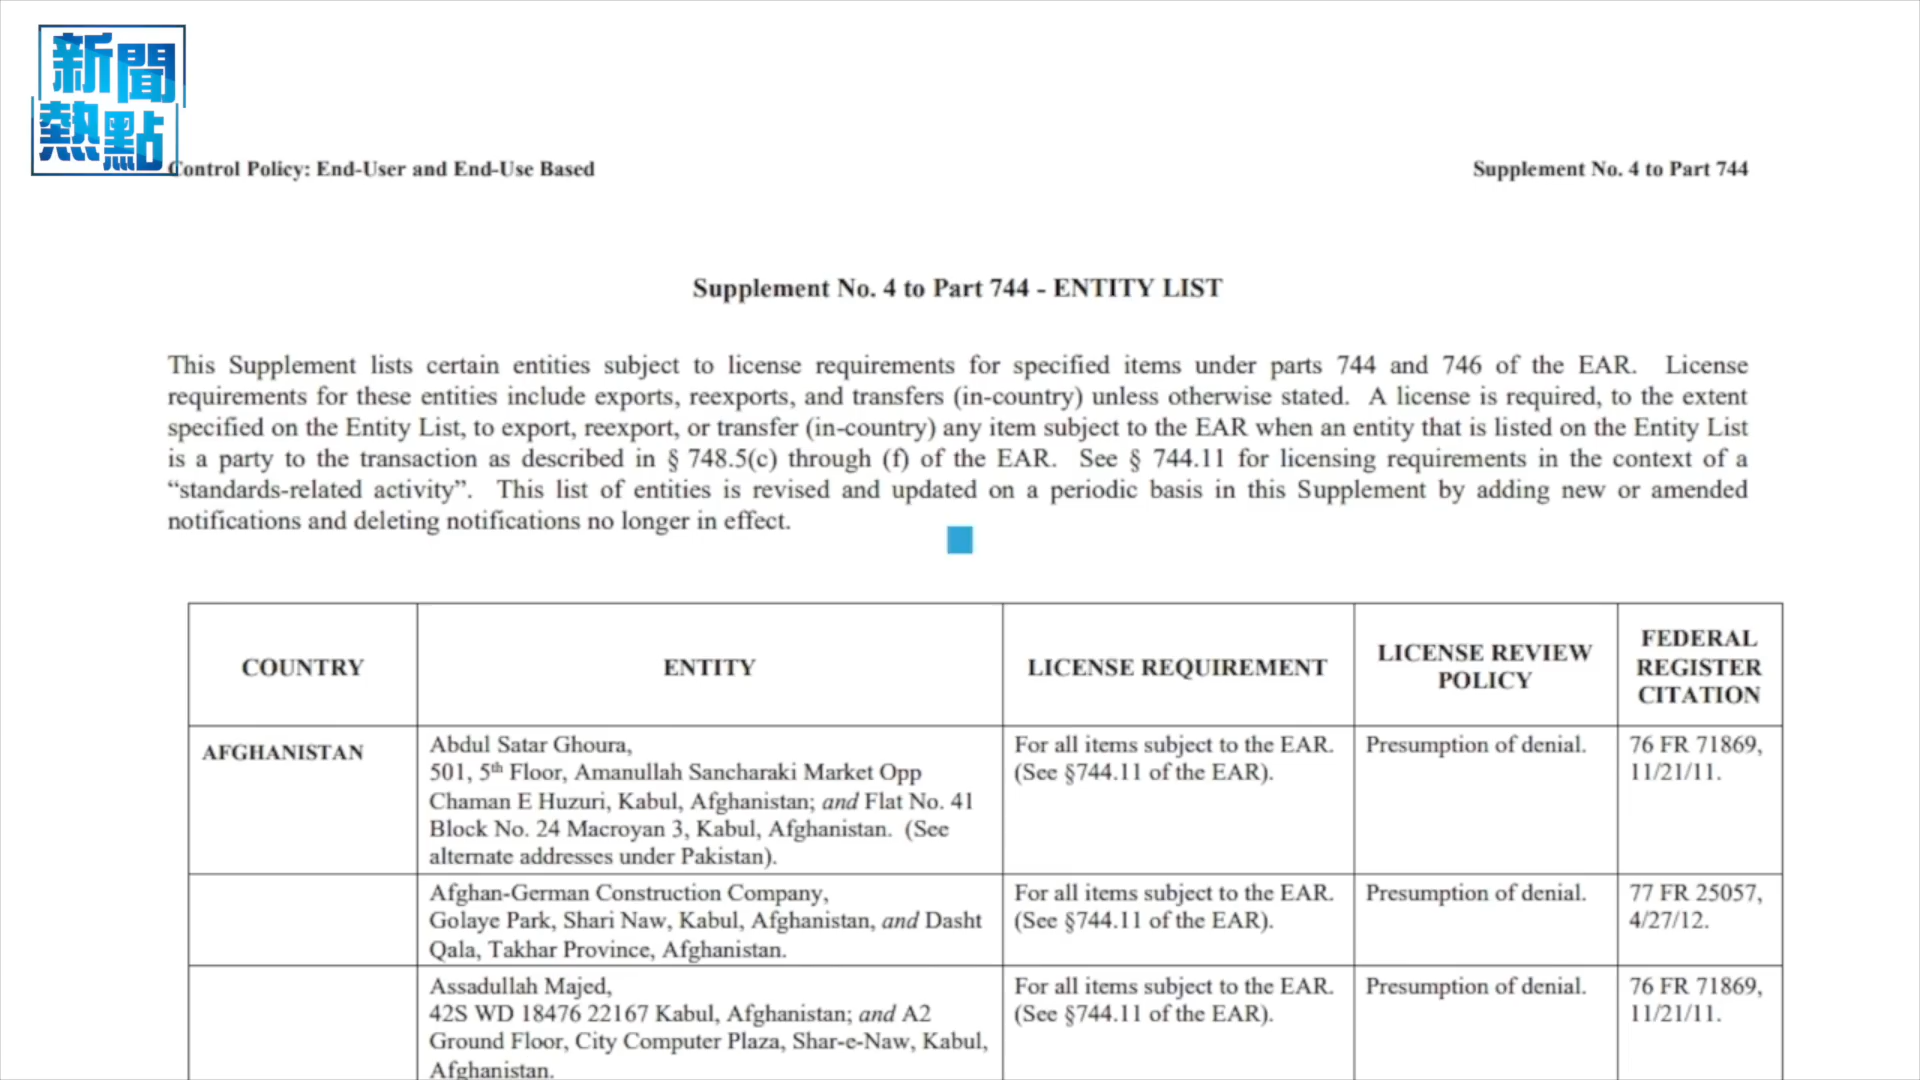 新聞
熱點
Control Policy: End-User and End-Use Based
Supplement No. 4 to Part 744
Supplement No. 4 to Part 744 - ENTITY LIST
This Supplement lists certain entities subject to license requirements for specified items under parts 744 and 746 of the EAR. License
requirements for these entities include exports, reexports, and transfers (in-country) unless otherwise stated. A license is required, to the extent
specified on the Entity List, to export, reexport, or transfer (in-country) any item subject to the EAR when an entity that is listed on the Entity List
is a party to the transaction as described in § 748.5(c) through (f) of the EAR. See § 744.11 for licensing requirements in the context of a
“standards-related activity”. This list of entities is revised and updated on a periodic basis in this Supplement by adding new or amended
notifications and deleting notifications no longer in effect.
COUNTRY
ENTITY
LICENSE REQUIREMENT
LICENSE REVIEW
POLICY
FEDERAL
REGISTER
CITATION
AFGHANISTAN
Abdul Satar Ghoura,
501, 5th Floor, Amanullah Sancharaki Market Opp
Chaman E Huzuri, Kabul, Afghanistan; and Flat No. 41
Block No. 24 Macroyan 3, Kabul, Afghanistan. (See
alternate addresses under Pakistan).
For all items subject to the EAR.
(See §744.11 of the EAR).
Presumption of denial.
76 FR 71869,
11/21/11.
Afghan-German Construction Company,
Golaye Park, Shari Naw, Kabul, Afghanistan, and Dasht
Qala, Takhar Province, Afghanistan.
For all items subject to the EAR.
(See §744.11 of the EAR).
Presumption of denial.
77 FR 25057,
4/27/12.
Assadullah Majed,
42S WD 18476 22167 Kabul, Afghanistan; and A2
Ground Floor, City Computer Plaza, Shar-e-Naw, Kabul,
Afghanistan.
For all items subject to the EAR.
(See §744.11 of the EAR).
Presumption of denial.
76 FR 71869,
11/21/11.